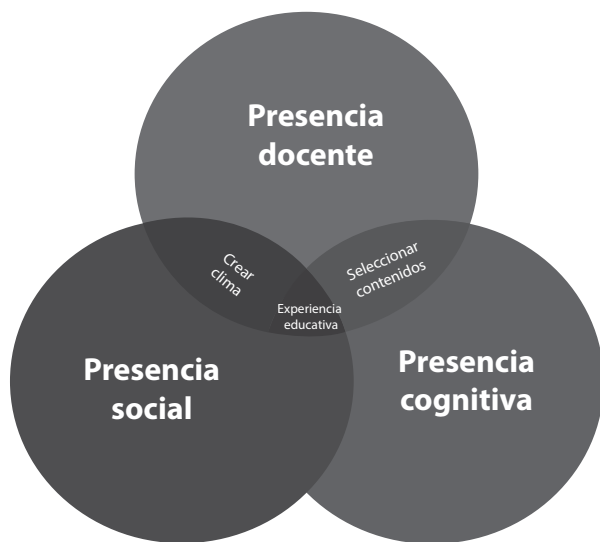 Presencia
docente
Crear
clima
Seleccionar
contenidos
Experiencia
educativa
Presencia
social
Presencia
cognitiva